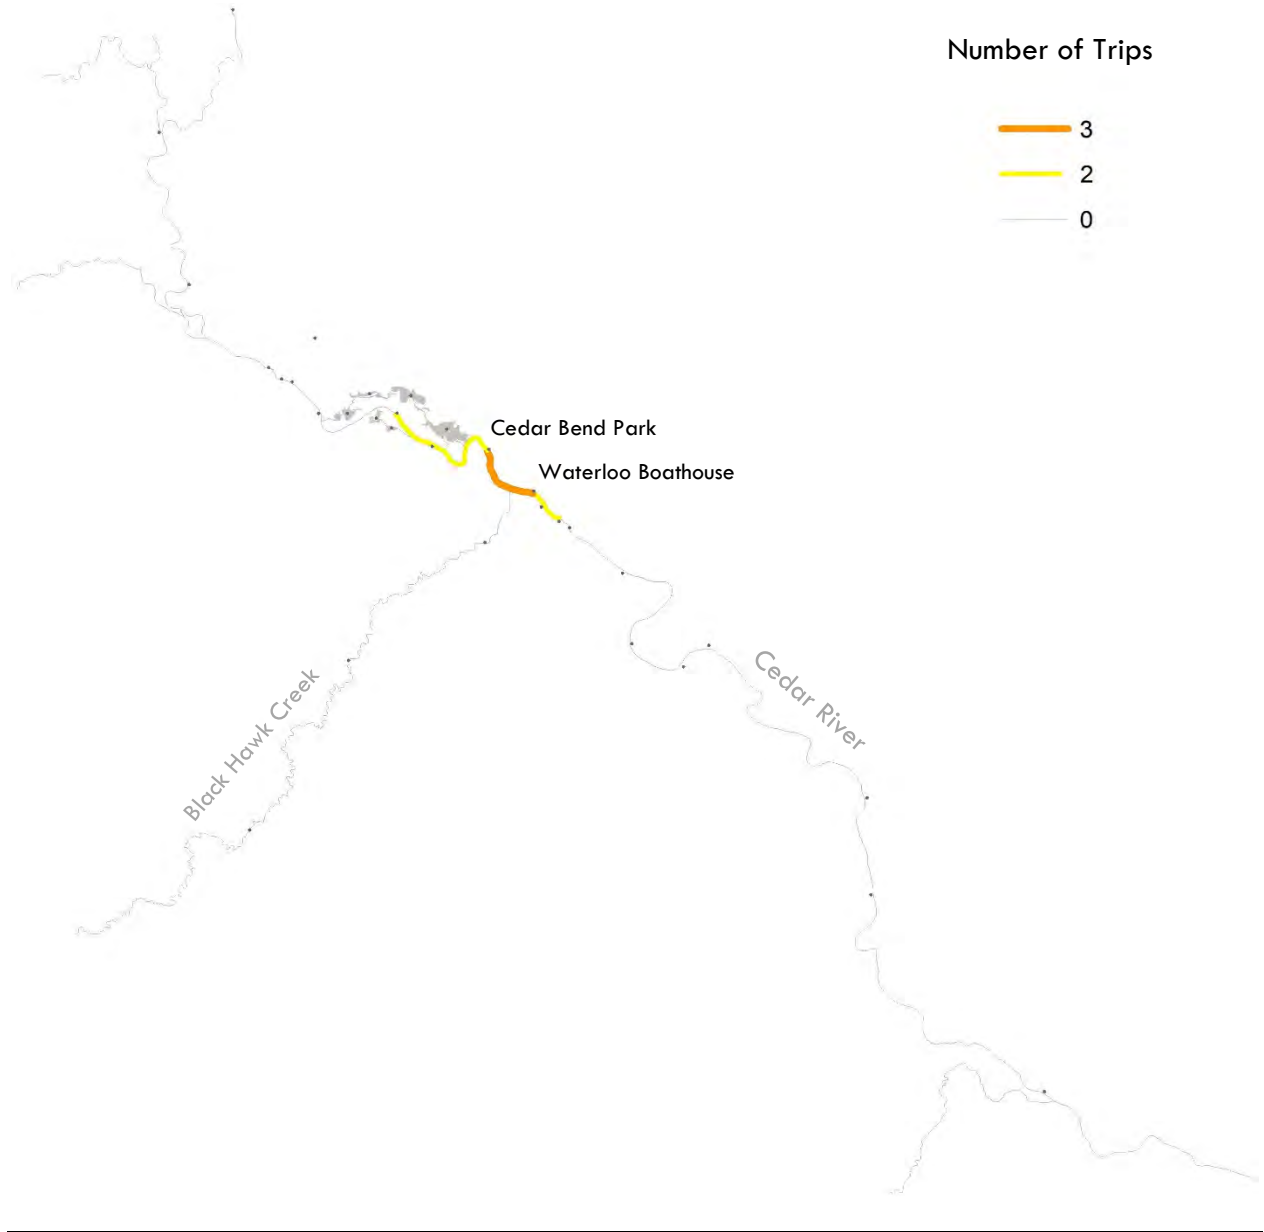 Number of Trips
3
2
0
Cedar Bend Park
Waterloo Boathouse
Cedar River
Black Hawk Creek